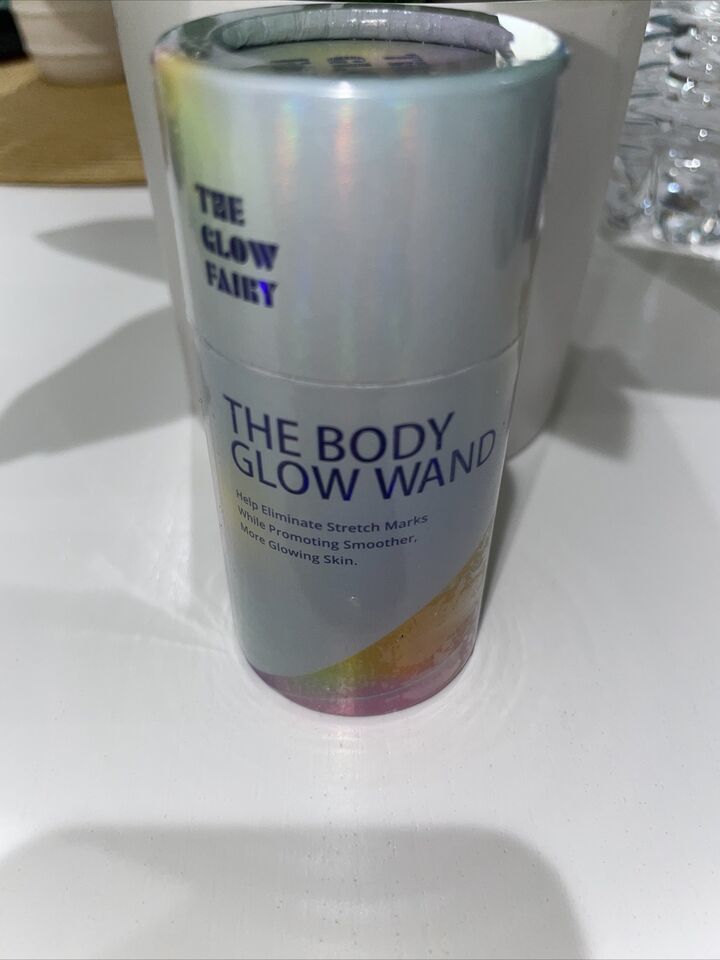 THE
GLOW
FAIRY
THE BODY
GLOW WAND
Help Eliminate Stretch Marks
While Promoting Smoother,
More Glowing Skin.